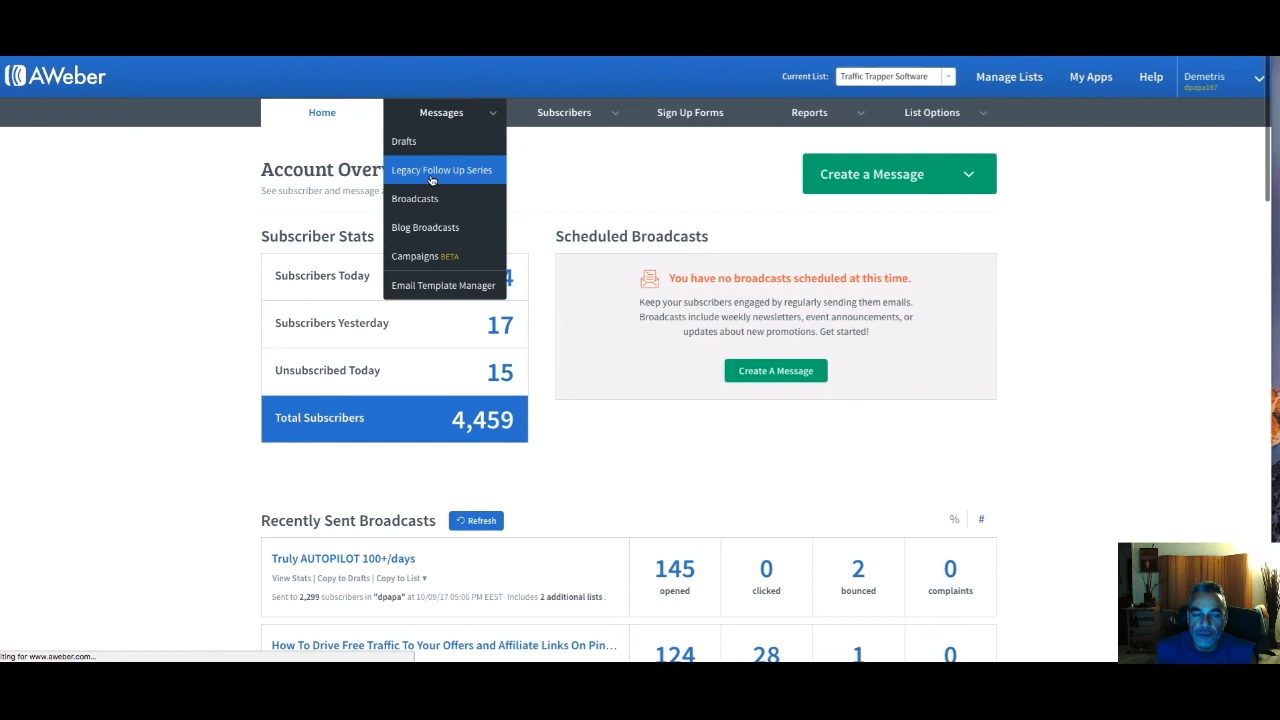 AWeber
Current List:
Traffic Trapper Software
Manage Lists
My Apps
Help
Demetris
dpapa187
Home
Messages
Subscribers
Sign Up Forms
Reports
List Options
Drafts
Legacy Follow Up Series
Broadcasts
Blog Broadcasts
Campaigns BETA
Email Template Manager
Account Over
See subscriber and message a
Create a Message
Subscriber Stats
Subscribers Today
4
Subscribers Yesterday
17
Unsubscribed Today
15
Total Subscribers
4,459
Scheduled Broadcasts
You have no broadcasts scheduled at this time.
Keep your subscribers engaged by regularly sending them emails.
Broadcasts include weekly newsletters, event announcements, or
updates about new promotions. Get started!
Create A Message
Recently Sent Broadcasts
Refresh
%
#
Truly AUTOPILOT 100+/days
View Stats | Copy to Drafts | Copy to List ▾
Sent to 2,299 subscribers in "dpapa" at 10/09/17 05:06 PM EEST Includes 2 additional lists .
145
opened
0
clicked
2
bounced
0
complaints
How To Drive Free Traffic To Your Offers and Affiliate Links On Pin...
124
28
1
0
iting for www.aweber.com...